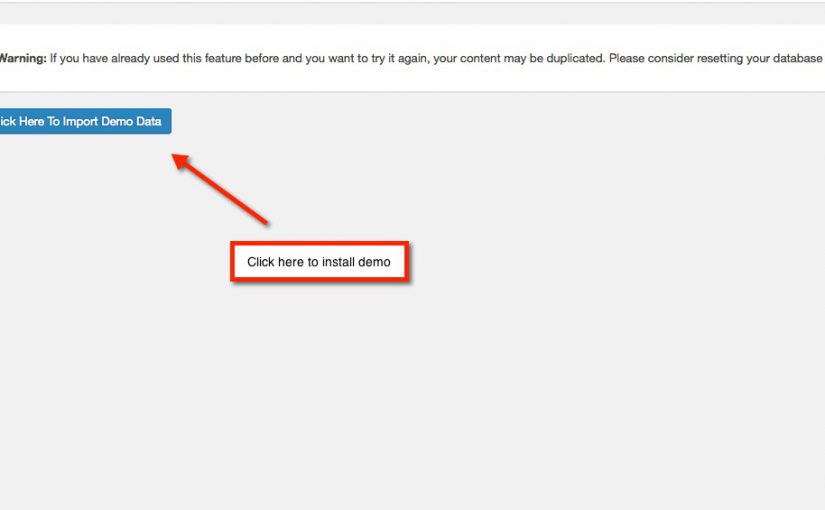 Warning: If you have already used this feature before and you want to try it again, your content may be duplicated. Please consider resetting your database
ick Here To Import Demo Data
Click here to install demo